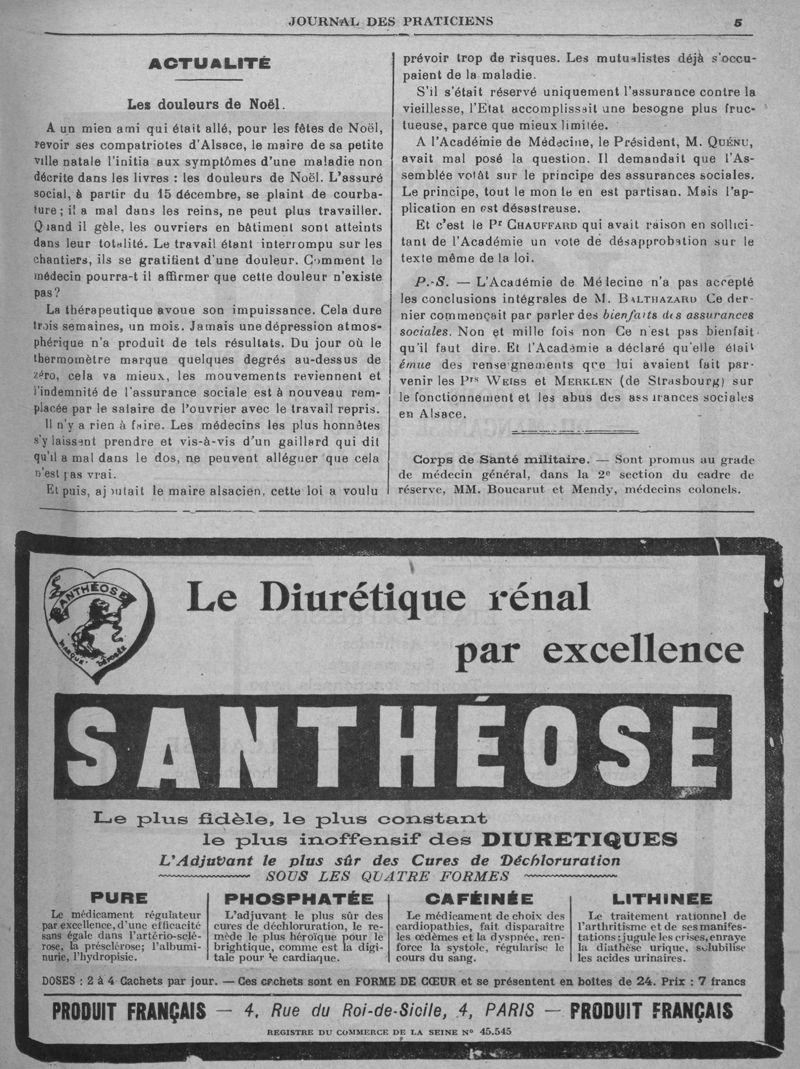 JOURNAL DES PRATICIENS
5
ACTUALITÉ
Les douleurs de Noël.
A un mien ami qui était allé, pour les fêtes de Noël,
revoir ses compatriotes d'Alsace, le maire de sa petite
ville natale l'initia aux symptômes d'une maladie non
décrite dans les livres : les douleurs de Noël. L'assuré
social, à partir du 15 décembre, se plaint de courba-
ture ; il a mal dans les reins, ne peut plus travailler.
Quand il gèle, les ouvriers en bâtiment sont atteints
dans leur totalité. Le travail étant interrompu sur les
chantiers, ils se gratifient d'une douleur. Comment le
médecin pourra-t il affirmer que cette douleur n'existe
pas ?
La thérapeutique avoue son impuissance. Cela dure
trois semaines, un mois. Jamais une dépression atmos-
phérique n'a produit de tels résultats. Du jour où le
thermomètre marque quelques degrés au-dessus de
zéro, cela va mieux, les mouvements reviennent et
l'indemnité de l'assurance sociale est à nouveau rem-
placée par le salaire de l'ouvrier avec le travail repris.
Il n'y a rien à faire. Les médecins les plus honnêtes
s'y laissent prendre et vis-à-vis d'un gaillard qui dit
qu'il a mal dans le dos, ne peuvent alléguer que cela
n'est pas vrai.
Et puis, ajoutait le maire alsacien, cette loi a voulu
prévoir trop de risques. Les mutualistes déjà s'occu-
paient de la maladie.
S'il s'était réservé uniquement l'assurance contre la
vieillesse, l'Etat accomplissait une besogne plus fruc-
tueuse, parce que mieux limitée.
A l'Académie de Médecine, le Président, M. QUÉNU,
avait mal posé la question. Il demandait que l'As-
semblée votât sur le principe des assurances sociales.
Le principe, tout le mon le en est partisan. Mais l'ap-
plication en est désastreuse.
Et c'est le Pr CHAUFFARD qui avait raison en sollici-
tant de l'Académie un vote de désapprobation sur le
texte même de la loi.
P.-S. — L'Académie de Mé lecine n'a pas accepté
les conclusions intégrales de M. BALTHAZARD Ce der-
nier commençait par parler des bienfaits des assurances
sociales. Non et mille fois non Ce n'est pas bienfait
qu'il faut dire. Et l'Académie a déclaré qu'elle était
émue des renseignements qre lui avaient fait par-
venir les Prs WEISS et MERKLEN (de Strasbourg) sur
le fonctionnement et les abus des ass irances sociales
en Alsace.
Corps de Santé militaire. — Sont promus au grade
de médecin général, dans la 2e section du cadre de
réserve, MM. Boucarut et Mendy, médecins colonels.
SANTHÉOSE
MARQUE DÉPOSÉE
Le Diurétique rénal
par excellence
SANTHÉOSE
Le plus fidèle, le plus constant
le plus inoffensif des DIURETIQUES
L'Adjuvant le plus sûr des Cures de Déchloruration
SOUS LES QUATRE FORMES
PURE
Le médicament régulateur
par excellence, d'une efficacité
sans égale dans l'artério-sclé-
rose, la présclérose; l'albumi-
nurie, l'hydropisie.
PHOSPHATÉE
L'adjuvant le plus sûr des
cures de déchloruration, le re-
mède le plus héroïque pour le
brightique, comme est la digi-
tale pour le cardiaque.
CAFÉINÉE
Le médicament de choix des
cardiopathies, fait disparaître
les œdèmes et la dyspnée, ren-
force la systole, régularise le
cours du sang.
LITHINEE
Le traitement rationnel de
l'arthritisme et de ses manifes-
tations; jugule les crises, enraye
la diathèse urique, solubilise
les acides urinaires.
DOSES : 2 à 4 Cachets par jour. — Ces cachets sont en FORME DE CŒUR et se présentent en boîtes de 24. Prix : 7 francs
PRODUIT FRANÇAIS — 4, Rue du Roi-de-Sicile, 4, PARIS — PRODUIT FRANÇAIS
REGISTRE DU COMMERCE DE LA SEINE No 45.545